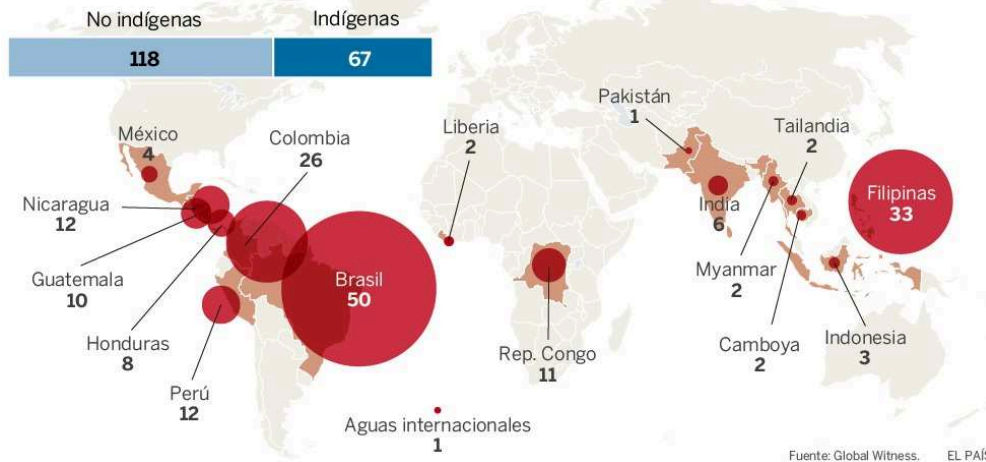 No indígenas
Indígenas
118
67
México
4
Colombia
26
Nicaragua
12
Guatemala
10
Honduras
8
Perú
12
Brasil
50
Liberia
2
Rep. Congo
11
Aguas internacionales
1
Pakistán
1
India
6
Tailandia
2
Filipinas
33
Myanmar
2
Camboya
2
Indonesia
3
Fuente: Global Witness.
EL PAÍS